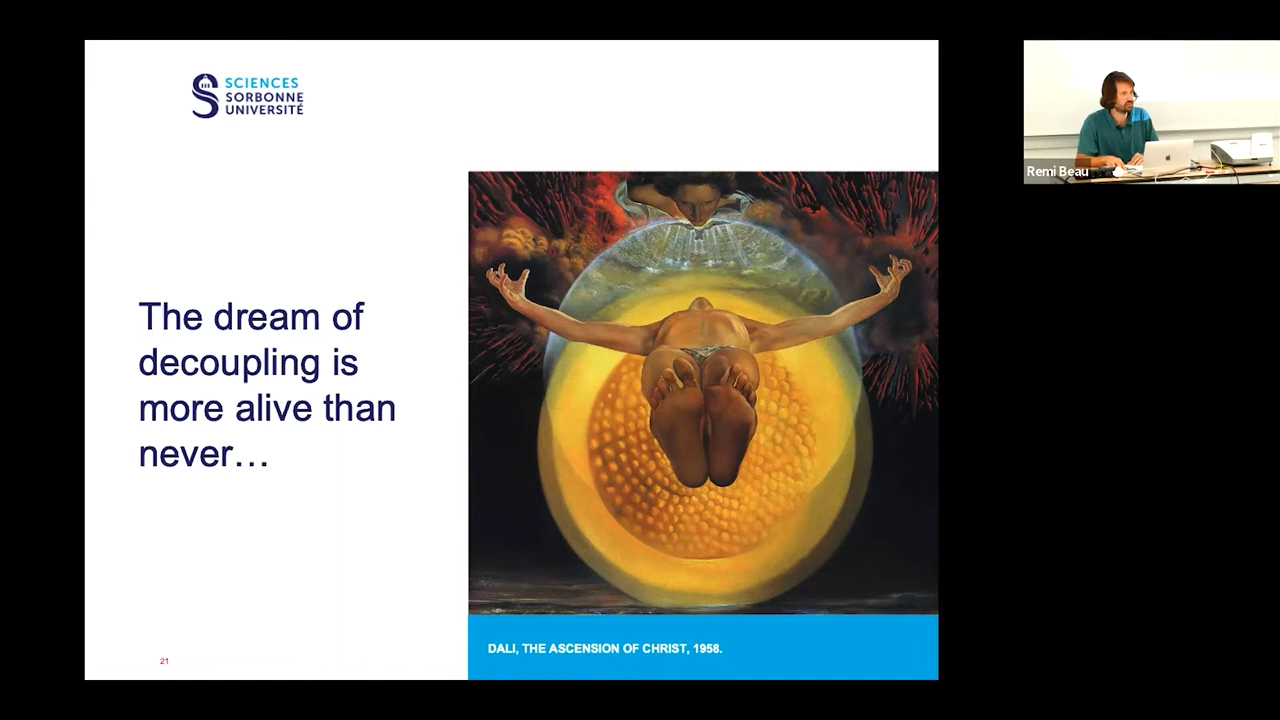 SCIENCES
SORBONNE
UNIVERSITÉ
The dream of
decoupling is
more alive than
never…
DALI, THE ASCENSION OF CHRIST, 1958.
21
Remi Beau